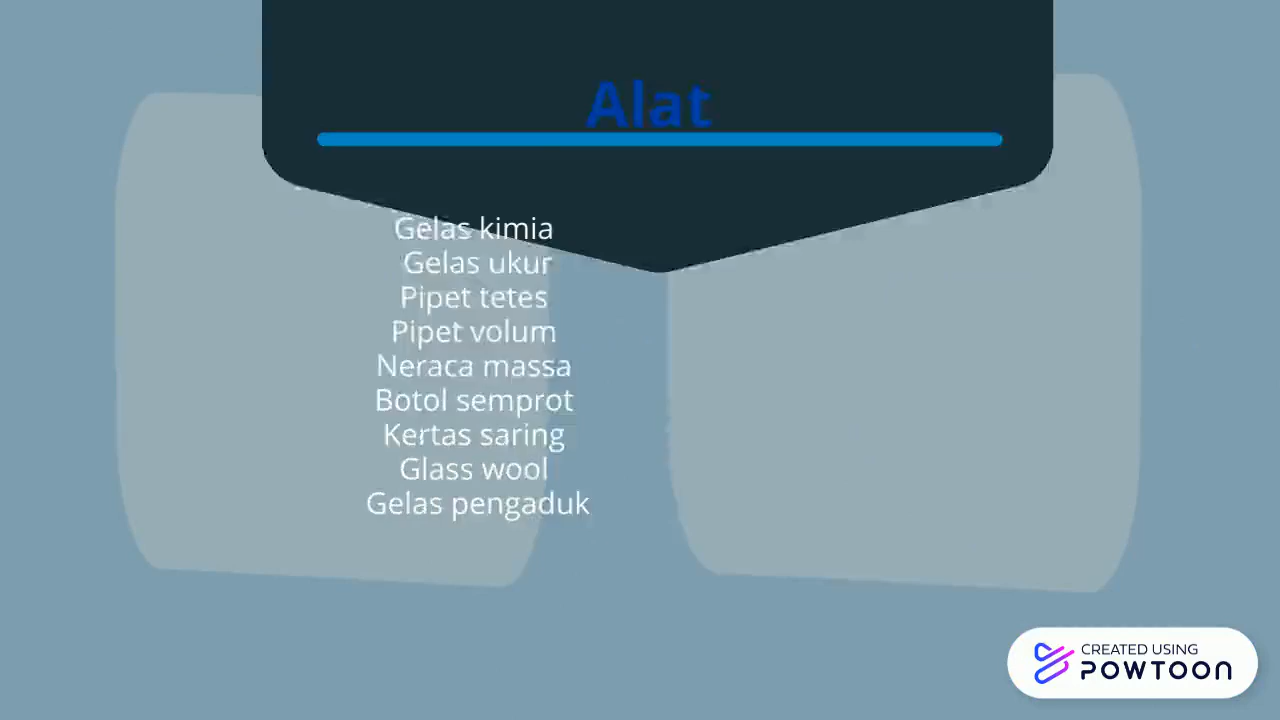 Alat
Gelas kimia
Gelas ukur
Pipet tetes
Pipet volum
Neraca massa
Botol semprot
Kertas saring
Glass wool
Gelas pengaduk
CREATED USING
POWTOON